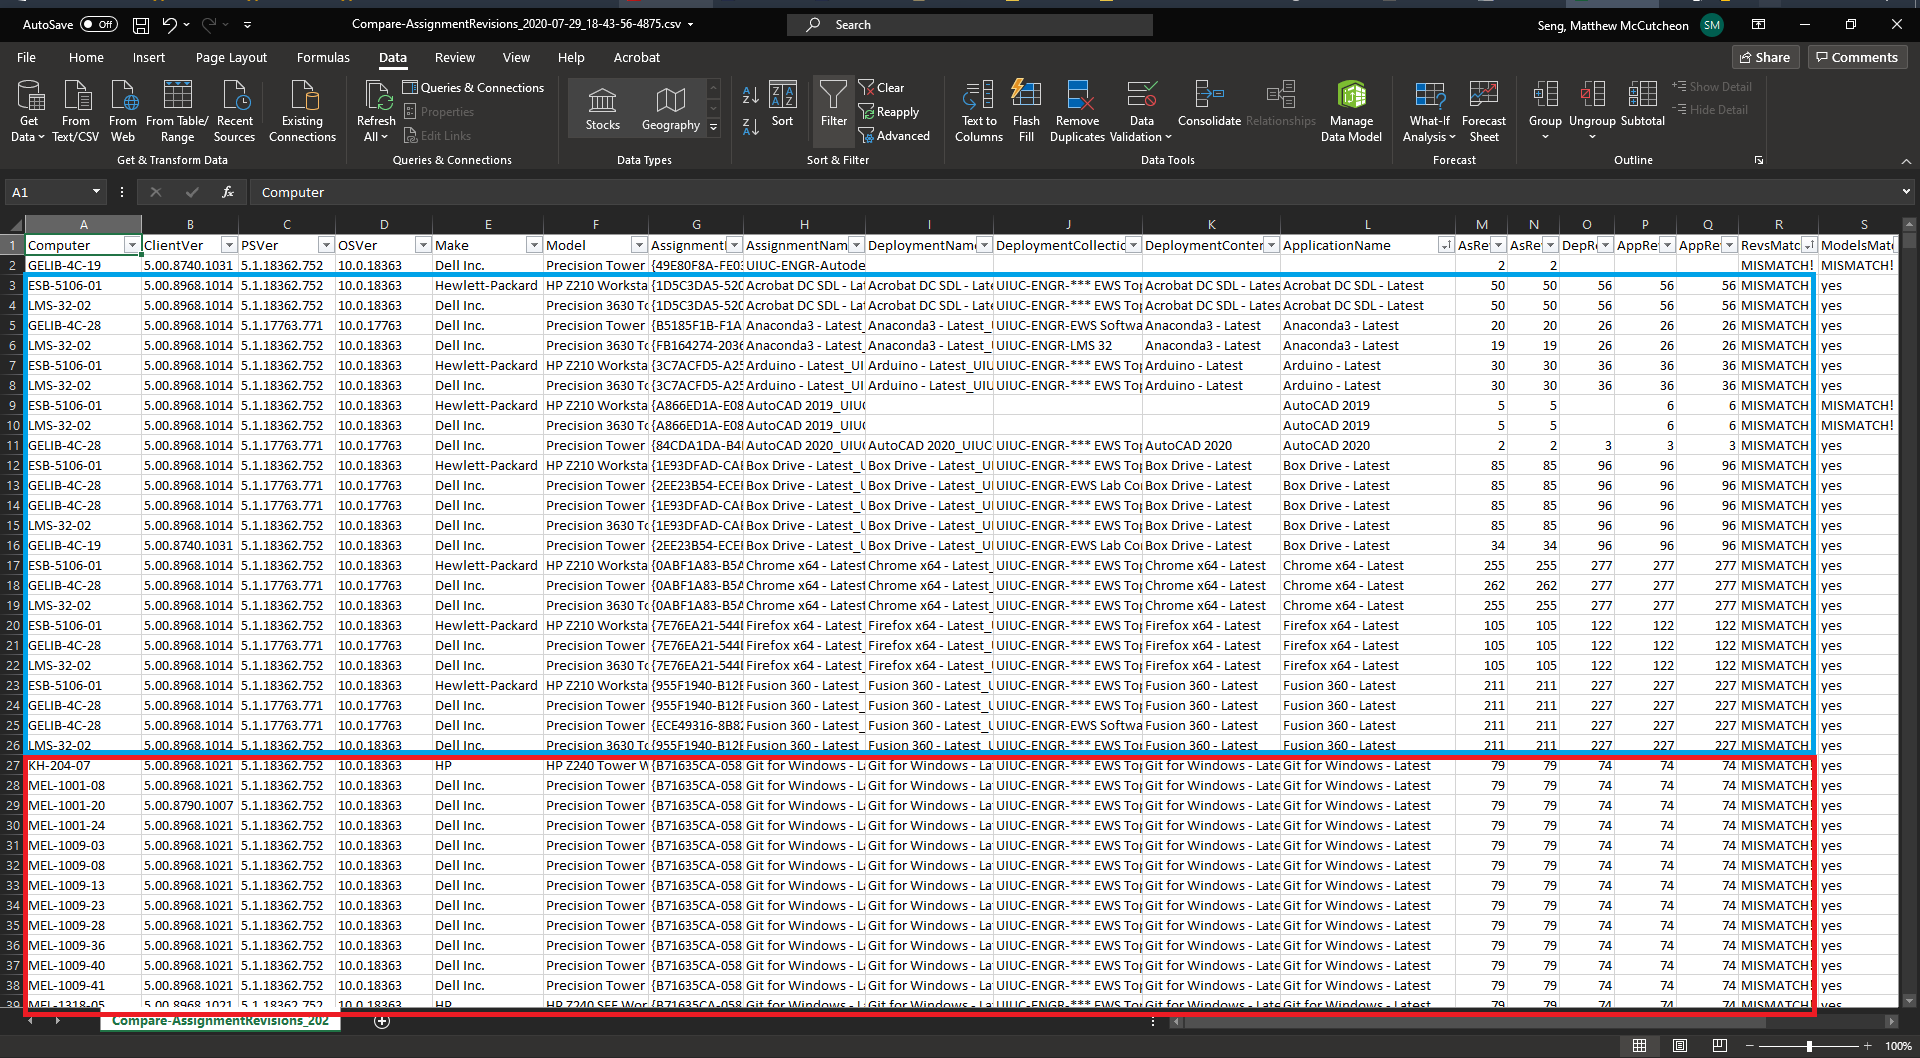 AutoSave Off Compare-AssignmentRevisions_2020-07-29_18-43-56-4875.csv Search Seng, Matthew McCutcheon SM
File Home Insert Page Layout Formulas Data Review View Help Acrobat Share Comments
Get Data From Text/CSV From Web From Table/ Range Recent Sources Existing Connections Refresh All Queries & Connections Properties Edit Links Stocks Geography Sort Filter Clear Reapply Advanced Text to Columns Flash Fill Remove Duplicates Data Validation Consolidate Relationships Manage Data Model What-If Analysis Forecast Sheet Group Ungroup Subtotal Show Detail Hide Detail
Get & Transform Data Queries & Connections Data Types Sort & Filter Data Tools Forecast Outline
A1 fx Computer
A B C D E F G H I J K L M N O P Q R S
1 Computer ClientVer PSVer OSVer Make Model AssignmentI AssignmentNam DeploymentNam DeploymentCollectio DeploymentConter ApplicationName AsRe AsRe DepRe AppRe AppRe RevsMatc ModelsMat
2 GELIB-4C-19 5.00.8740.1031 5.1.18362.752 10.0.18363 Dell Inc. Precision Tower {49E80F8A-FE03 UIUC-ENGR-Autode 2 2 MISMATCH! MISMATCH!
3 ESB-5106-01 5.00.8968.1014 5.1.18362.752 10.0.18363 Hewlett-Packard HP Z210 Worksta {1D5C3DA5-520 Acrobat DC SDL - Lat Acrobat DC SDL - Lat UIUC-ENGR-*** EWS Top Acrobat DC SDL - Lates Acrobat DC SDL - Latest 50 50 56 56 56 MISMATCH yes
4 LMS-32-02 5.00.8968.1014 5.1.18362.752 10.0.18363 Dell Inc. Precision 3630 To {1D5C3DA5-520 Acrobat DC SDL - Lat Acrobat DC SDL - Lat UIUC-ENGR-*** EWS Top Acrobat DC SDL - Lates Acrobat DC SDL - Latest 50 50 56 56 56 MISMATCH yes
5 GELIB-4C-28 5.00.8968.1014 5.1.17763.771 10.0.17763 Dell Inc. Precision Tower {B5185F1B-F1A Anaconda3 - Latest_ Anaconda3 - Latest_U UIUC-ENGR-EWS Softwa Anaconda3 - Latest Anaconda3 - Latest 20 20 26 26 26 MISMATCH yes
6 LMS-32-02 5.00.8968.1014 5.1.18362.752 10.0.17763 Dell Inc. Precision 3630 To {FB164274-2036 Anaconda3 - Latest_ Anaconda3 - Latest_U UIUC-ENGR-LMS 32 Anaconda3 - Latest Anaconda3 - Latest 19 19 26 26 26 MISMATCH yes
7 ESB-5106-01 5.00.8968.1014 5.1.18362.752 10.0.18363 Hewlett-Packard HP Z210 Worksta {3C7ACFD5-A25 Arduino - Latest_UI Arduino - Latest_UIU UIUC-ENGR-*** EWS Top Arduino - Latest Arduino - Latest 30 30 36 36 36 MISMATCH yes
8 LMS-32-02 5.00.8968.1014 5.1.18362.752 10.0.18363 Dell Inc. Precision 3630 To {3C7ACFD5-A25 Arduino - Latest_UI Arduino - Latest_UIU UIUC-ENGR-*** EWS Top Arduino - Latest Arduino - Latest 30 30 36 36 36 MISMATCH yes
9 ESB-5106-01 5.00.8968.1014 5.1.18362.752 10.0.18363 Hewlett-Packard HP Z210 Worksta {A866ED1A-E08 AutoCAD 2019_UIUC AutoCAD 2019 5 5 6 6 MISMATCH MISMATCH!
10 LMS-32-02 5.00.8968.1014 5.1.18362.752 10.0.18363 Dell Inc. Precision 3630 To {A866ED1A-E08 AutoCAD 2019_UIUC AutoCAD 2019 5 5 6 6 MISMATCH MISMATCH!
11 GELIB-4C-28 5.00.8968.1014 5.1.17763.771 10.0.17763 Dell Inc. Precision Tower {84CDA1DA-B4 AutoCAD 2020_UIUC AutoCAD 2020_UIUC UIUC-ENGR-*** EWS Top AutoCAD 2020 AutoCAD 2020 2 2 3 3 3 MISMATCH yes
12 ESB-5106-01 5.00.8968.1014 5.1.18362.752 10.0.18363 Hewlett-Packard HP Z210 Worksta {1E93DFAD-CAI Box Drive - Latest_U Box Drive - Latest_UI UIUC-ENGR-*** EWS Top Box Drive - Latest Box Drive - Latest 85 85 96 96 96 MISMATCH yes
13 GELIB-4C-28 5.00.8968.1014 5.1.17763.771 10.0.17763 Dell Inc. Precision Tower {2EE23B54-ECEI Box Drive - Latest_U Box Drive - Latest_UI UIUC-ENGR-EWS Lab Cor Box Drive - Latest Box Drive - Latest 85 85 96 96 96 MISMATCH yes
14 GELIB-4C-28 5.00.8968.1014 5.1.17763.771 10.0.17763 Dell Inc. Precision Tower {1E93DFAD-CAI Box Drive - Latest_U Box Drive - Latest_UI UIUC-ENGR-*** EWS Top Box Drive - Latest Box Drive - Latest 85 85 96 96 96 MISMATCH yes
15 LMS-32-02 5.00.8968.1014 5.1.18362.752 10.0.18363 Dell Inc. Precision 3630 To {1E93DFAD-CAI Box Drive - Latest_U Box Drive - Latest_UI UIUC-ENGR-*** EWS Top Box Drive - Latest Box Drive - Latest 85 85 96 96 96 MISMATCH yes
16 GELIB-4C-19 5.00.8740.1031 5.1.18362.752 10.0.18363 Dell Inc. Precision Tower {2EE23B54-ECEI Box Drive - Latest_U Box Drive - Latest_UI UIUC-ENGR-EWS Lab Cor Box Drive - Latest Box Drive - Latest 34 34 96 96 96 MISMATCH yes
17 ESB-5106-01 5.00.8968.1014 5.1.18362.752 10.0.18363 Hewlett-Packard HP Z210 Worksta {0ABF1A83-B5A Chrome x64 - Latest Chrome x64 - Latest_ UIUC-ENGR-*** EWS Top Chrome x64 - Latest Chrome x64 - Latest 255 255 277 277 277 MISMATCH yes
18 GELIB-4C-28 5.00.8968.1014 5.1.17763.771 10.0.17763 Dell Inc. Precision Tower {0ABF1A83-B5A Chrome x64 - Latest Chrome x64 - Latest_ UIUC-ENGR-*** EWS Top Chrome x64 - Latest Chrome x64 - Latest 262 262 277 277 277 MISMATCH yes
19 LMS-32-02 5.00.8968.1014 5.1.18362.752 10.0.18363 Dell Inc. Precision 3630 To {0ABF1A83-B5A Chrome x64 - Latest Chrome x64 - Latest_ UIUC-ENGR-*** EWS Top Chrome x64 - Latest Chrome x64 - Latest 255 255 277 277 277 MISMATCH yes
20 ESB-5106-01 5.00.8968.1014 5.1.18362.752 10.0.18363 Hewlett-Packard HP Z210 Worksta {7E76EA21-544I Firefox x64 - Latest_ Firefox x64 - Latest_U UIUC-ENGR-*** EWS Top Firefox x64 - Latest Firefox x64 - Latest 105 105 122 122 122 MISMATCH yes
21 GELIB-4C-28 5.00.8968.1014 5.1.17763.771 10.0.17763 Dell Inc. Precision Tower {7E76EA21-544I Firefox x64 - Latest_ Firefox x64 - Latest_U UIUC-ENGR-*** EWS Top Firefox x64 - Latest Firefox x64 - Latest 105 105 122 122 122 MISMATCH yes
22 LMS-32-02 5.00.8968.1014 5.1.18362.752 10.0.18363 Dell Inc. Precision 3630 To {7E76EA21-544I Firefox x64 - Latest_ Firefox x64 - Latest_U UIUC-ENGR-*** EWS Top Firefox x64 - Latest Firefox x64 - Latest 105 105 122 122 122 MISMATCH yes
23 ESB-5106-01 5.00.8968.1014 5.1.18362.752 10.0.18363 Hewlett-Packard HP Z210 Worksta {955F1940-B12E Fusion 360 - Latest_ Fusion 360 - Latest_U UIUC-ENGR-*** EWS Top Fusion 360 - Latest Fusion 360 - Latest 211 211 227 227 227 MISMATCH yes
24 GELIB-4C-28 5.00.8968.1014 5.1.17763.771 10.0.17763 Dell Inc. Precision Tower {955F1940-B12E Fusion 360 - Latest_ Fusion 360 - Latest_U UIUC-ENGR-*** EWS Top Fusion 360 - Latest Fusion 360 - Latest 211 211 227 227 227 MISMATCH yes
25 GELIB-4C-28 5.00.8968.1014 5.1.17763.771 10.0.17763 Dell Inc. Precision Tower {ECE49316-8B82 Fusion 360 - Latest_ Fusion 360 - Latest_U UIUC-ENGR-EWS Softwa Fusion 360 - Latest Fusion 360 - Latest 211 211 227 227 227 MISMATCH yes
26 LMS-32-02 5.00.8968.1014 5.1.18362.752 10.0.18363 Dell Inc. Precision 3630 To {955F1940-B12E Fusion 360 - Latest Fusion 360 - Latest_U UIUC-ENGR-*** EWS Top Fusion 360 - Latest Fusion 360 - Latest 211 211 227 227 227 MISMATCH yes
27 KH-204-07 5.00.8968.1021 5.1.18362.752 10.0.18363 HP HP Z240 Tower W {B71635CA-058 Git for Windows - La Git for Windows - Lat UIUC-ENGR-*** EWS Top Git for Windows - Late Git for Windows - Latest 79 79 74 74 74 MISMATCH! yes
28 MEL-1001-08 5.00.8968.1021 5.1.18362.752 10.0.18363 Dell Inc. Precision Tower {B71635CA-058 Git for Windows - La Git for Windows - Lat UIUC-ENGR-*** EWS Top Git for Windows - Late Git for Windows - Latest 79 79 74 74 74 MISMATCH! yes
29 MEL-1001-20 5.00.8790.1007 5.1.18362.752 10.0.18363 Dell Inc. Precision Tower {B71635CA-058 Git for Windows - La Git for Windows - Lat UIUC-ENGR-*** EWS Top Git for Windows - Late Git for Windows - Latest 79 79 74 74 74 MISMATCH! yes
30 MEL-1001-24 5.00.8968.1021 5.1.18362.752 10.0.18363 Dell Inc. Precision Tower {B71635CA-058 Git for Windows - La Git for Windows - Lat UIUC-ENGR-*** EWS Top Git for Windows - Late Git for Windows - Latest 79 79 74 74 74 MISMATCH! yes
31 MEL-1009-03 5.00.8968.1021 5.1.18362.752 10.0.18363 Dell Inc. Precision Tower {B71635CA-058 Git for Windows - La Git for Windows - Lat UIUC-ENGR-*** EWS Top Git for Windows - Late Git for Windows - Latest 79 79 74 74 74 MISMATCH! yes
32 MEL-1009-08 5.00.8968.1021 5.1.18362.752 10.0.18363 Dell Inc. Precision Tower {B71635CA-058 Git for Windows - La Git for Windows - Lat UIUC-ENGR-*** EWS Top Git for Windows - Late Git for Windows - Latest 79 79 74 74 74 MISMATCH! yes
33 MEL-1009-13 5.00.8968.1021 5.1.18362.752 10.0.18363 Dell Inc. Precision Tower {B71635CA-058 Git for Windows - La Git for Windows - Lat UIUC-ENGR-*** EWS Top Git for Windows - Late Git for Windows - Latest 79 79 74 74 74 MISMATCH! yes
34 MEL-1009-23 5.00.8968.1021 5.1.18362.752 10.0.18363 Dell Inc. Precision Tower {B71635CA-058 Git for Windows - La Git for Windows - Lat UIUC-ENGR-*** EWS Top Git for Windows - Late Git for Windows - Latest 79 79 74 74 74 MISMATCH! yes
35 MEL-1009-28 5.00.8968.1021 5.1.18362.752 10.0.18363 Dell Inc. Precision Tower {B71635CA-058 Git for Windows - La Git for Windows - Lat UIUC-ENGR-*** EWS Top Git for Windows - Late Git for Windows - Latest 79 79 74 74 74 MISMATCH! yes
36 MEL-1009-36 5.00.8968.1021 5.1.18362.752 10.0.18363 Dell Inc. Precision Tower {B71635CA-058 Git for Windows - La Git for Windows - Lat UIUC-ENGR-*** EWS Top Git for Windows - Late Git for Windows - Latest 79 79 74 74 74 MISMATCH! yes
37 MEL-1009-40 5.00.8968.1021 5.1.18362.752 10.0.18363 Dell Inc. Precision Tower {B71635CA-058 Git for Windows - La Git for Windows - Lat UIUC-ENGR-*** EWS Top Git for Windows - Late Git for Windows - Latest 79 79 74 74 74 MISMATCH! yes
38 MEL-1009-41 5.00.8968.1021 5.1.18362.752 10.0.18363 Dell Inc. Precision Tower {B71635CA-058 Git for Windows - La Git for Windows - Lat UIUC-ENGR-*** EWS Top Git for Windows - Late Git for Windows - Latest 79 79 74 74 74 MISMATCH! yes
39 MEL-1318-05 5.00.8968.1021 5.1.18362.752 10.0.18363 HP HP Z240 SFF Wor {B71635CA-058 Git for Windows - La Git for Windows - Lat UIUC-ENGR-*** EWS Top Git for Windows - Late Git for Windows - Latest 79 79 74 74 74 MISMATCH! yes
Compare-AssignmentRevisions_202
100%